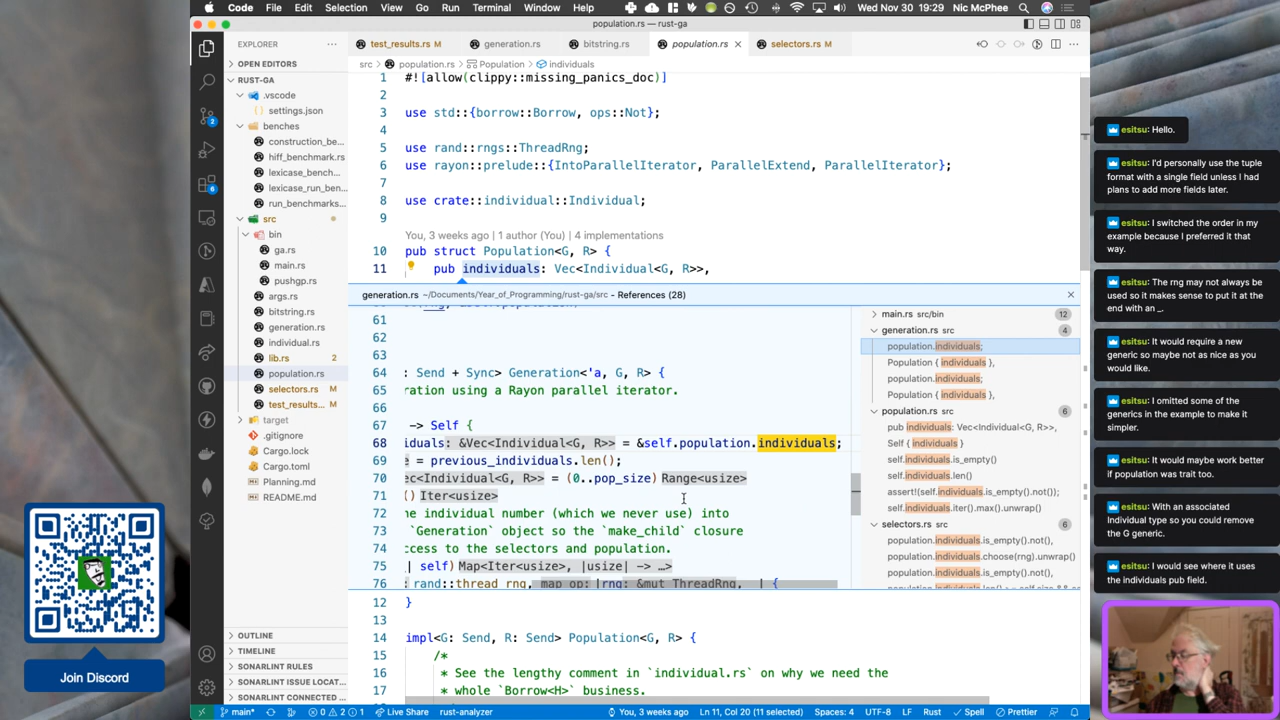 Code File Edit Selection View Go Run Terminal Window Help
Wed Nov 30 19:29 Nic McPhee
population.rs — rust-ga
EXPLORER
OPEN EDITORS
RUST-GA
.vscode
settings.json
benches
construction_be...
hiff_benchmark.rs
lexicase_bench...
lexicase_run_ben...
run_benchmarks...
src
bin
ga.rs
main.rs
pushgp.rs
args.rs
bitstring.rs
generation.rs
individual.rs
lib.rs 2
population.rs
selectors.rs M
test_results... M
target
.gitignore
Cargo.lock
Cargo.toml
Planning.md
README.md
OUTLINE
TIMELINE
SONARLINT RULES
SONARLINT ISSUE LOCAT...
SONARLINT CONNECTED ...
2
6
test_results.rs M
generation.rs
bitstring.rs
population.rs
selectors.rs M
src > population.rs > Population > individuals
1 #![allow(clippy::missing_panics_doc)]
2
3 use std::{borrow::Borrow, ops::Not};
4
5 use rand::rngs::ThreadRng;
6 use rayon::prelude::{IntoParallelIterator, ParallelExtend, ParallelIterator};
7
8 use crate::individual::Individual;
9
You, 3 weeks ago | 1 author (You) | 4 implementations
10 pub struct Population<G, R> {
11 pub individuals: Vec<Individual<G, R>>,
generation.rs ~/Documents/Year_of_Programming/rust-ga/src - References (28)
61
62
63
64 : Send + Sync> Generation<'a, G, R> {
65 ration using a Rayon parallel iterator.
66
67 -> Self {
68 iduals: &Vec<Individual<G, R>> = &self.population.individuals;
69 e = previous_individuals.len();
70 ec<Individual<G, R>> = (0..pop_size) Range<usize>
71 () Iter<usize>
72 he individual number (which we never use) into
73 `Generation` object so the `make_child` closure
74 ccess to the selectors and population.
75 | self) Map<Iter<usize>, |usize| -> …>
76 rand::thread_rng, map_op: |rng: &mut ThreadRng, _| {
main.rs src/bin 12
generation.rs src 4
population.individuals;
Population { individuals },
population.individuals;
Population { individuals },
population.rs src 6
pub individuals: Vec<Individual<G, R>>,
Self { individuals }
self.individuals.is_empty()
self.individuals.len()
assert!(self.individuals.is_empty().not());
self.individuals.iter().max().unwrap()
selectors.rs src 6
population.individuals.is_empty().not(),
population.individuals.choose(rng).unwrap()
population.individuals.is_empty().not(),
12 }
13
14 impl<G: Send, R: Send> Population<G, R> {
15 /*
16 * See the lengthy comment in `individual.rs` on why we need the
17 * whole `Borrow<H>` business.
main* 0 2 1 Live Share rust-analyzer You, 3 weeks ago Ln 11, Col 20 (11 selected) Spaces: 4 UTF-8 LF Rust Spell Prettier
Join Discord
esitsu: Hello.
esitsu: I'd personally use the tuple
format with a single field unless I had
plans to add more fields later.
esitsu: I switched the order in my
example because I preferred it that
way.
esitsu: The rng may not always be
used so it makes sense to put it at the
end with an _.
esitsu: It would require a new
generic so maybe not as nice as you
would like.
esitsu: I omitted some of the
generics in the example to make it
simpler.
esitsu: It would maybe work better
if population was trait too.
esitsu: With an associated
Individual type so you could remove
the G generic.
esitsu: I would see where it uses
the individuals pub field.